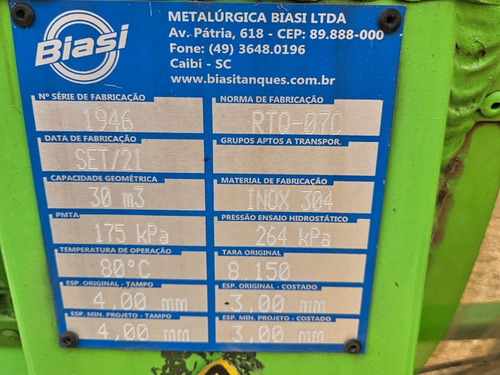 Biasi
METALÚRGICA BIASI LTDA
Av. Pátria, 618 - CEP: 89.888-000
Fone: (49) 3648.0196
Caibi - SC
www.biasitanques.com.br
Nº SÉRIE DE FABRICAÇÃO
1946
NORMA DE FABRICAÇÃO
RTQ-07C
DATA DE FABRICAÇÃO
SET/21
GRUPOS APTOS A TRANSPOR.
CAPACIDADE GEOMÉTRICA
30 m3
MATERIAL DE FABRICAÇÃO
INOX 304
PMTA
175 kPa
PRESSÃO ENSAIO HIDROSTÁTICO
264 kPa
TEMPERATURA DE OPERAÇÃO
80°C
TARA ORIGINAL
8.150
ESP. ORIGINAL - TAMPO
4,00 mm
ESP. ORIGINAL - COSTADO
3,00 mm
ESP. MIN. PROJETO - TAMPO
4,00 mm
ESP. MIN. PROJETO - COSTADO
3,00 mm